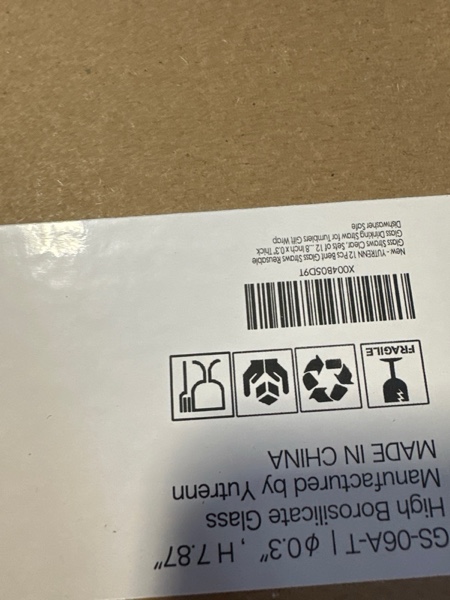 GS-06A-T | φ0.3", H 7.87"
High Borosilicate Glass
Manufactured by Yutrenn
MADE IN CHINA
FRAGILE
X004B05D9T
New - YUTRENN 12 Pcs Bent Glass Straws Reusable
Glass Straws Clear, Sets of 12...8 Inch x 0.3" Thick
Glass Drinking Straw for Tumblers Gift Wrap
Dishwasher Safe